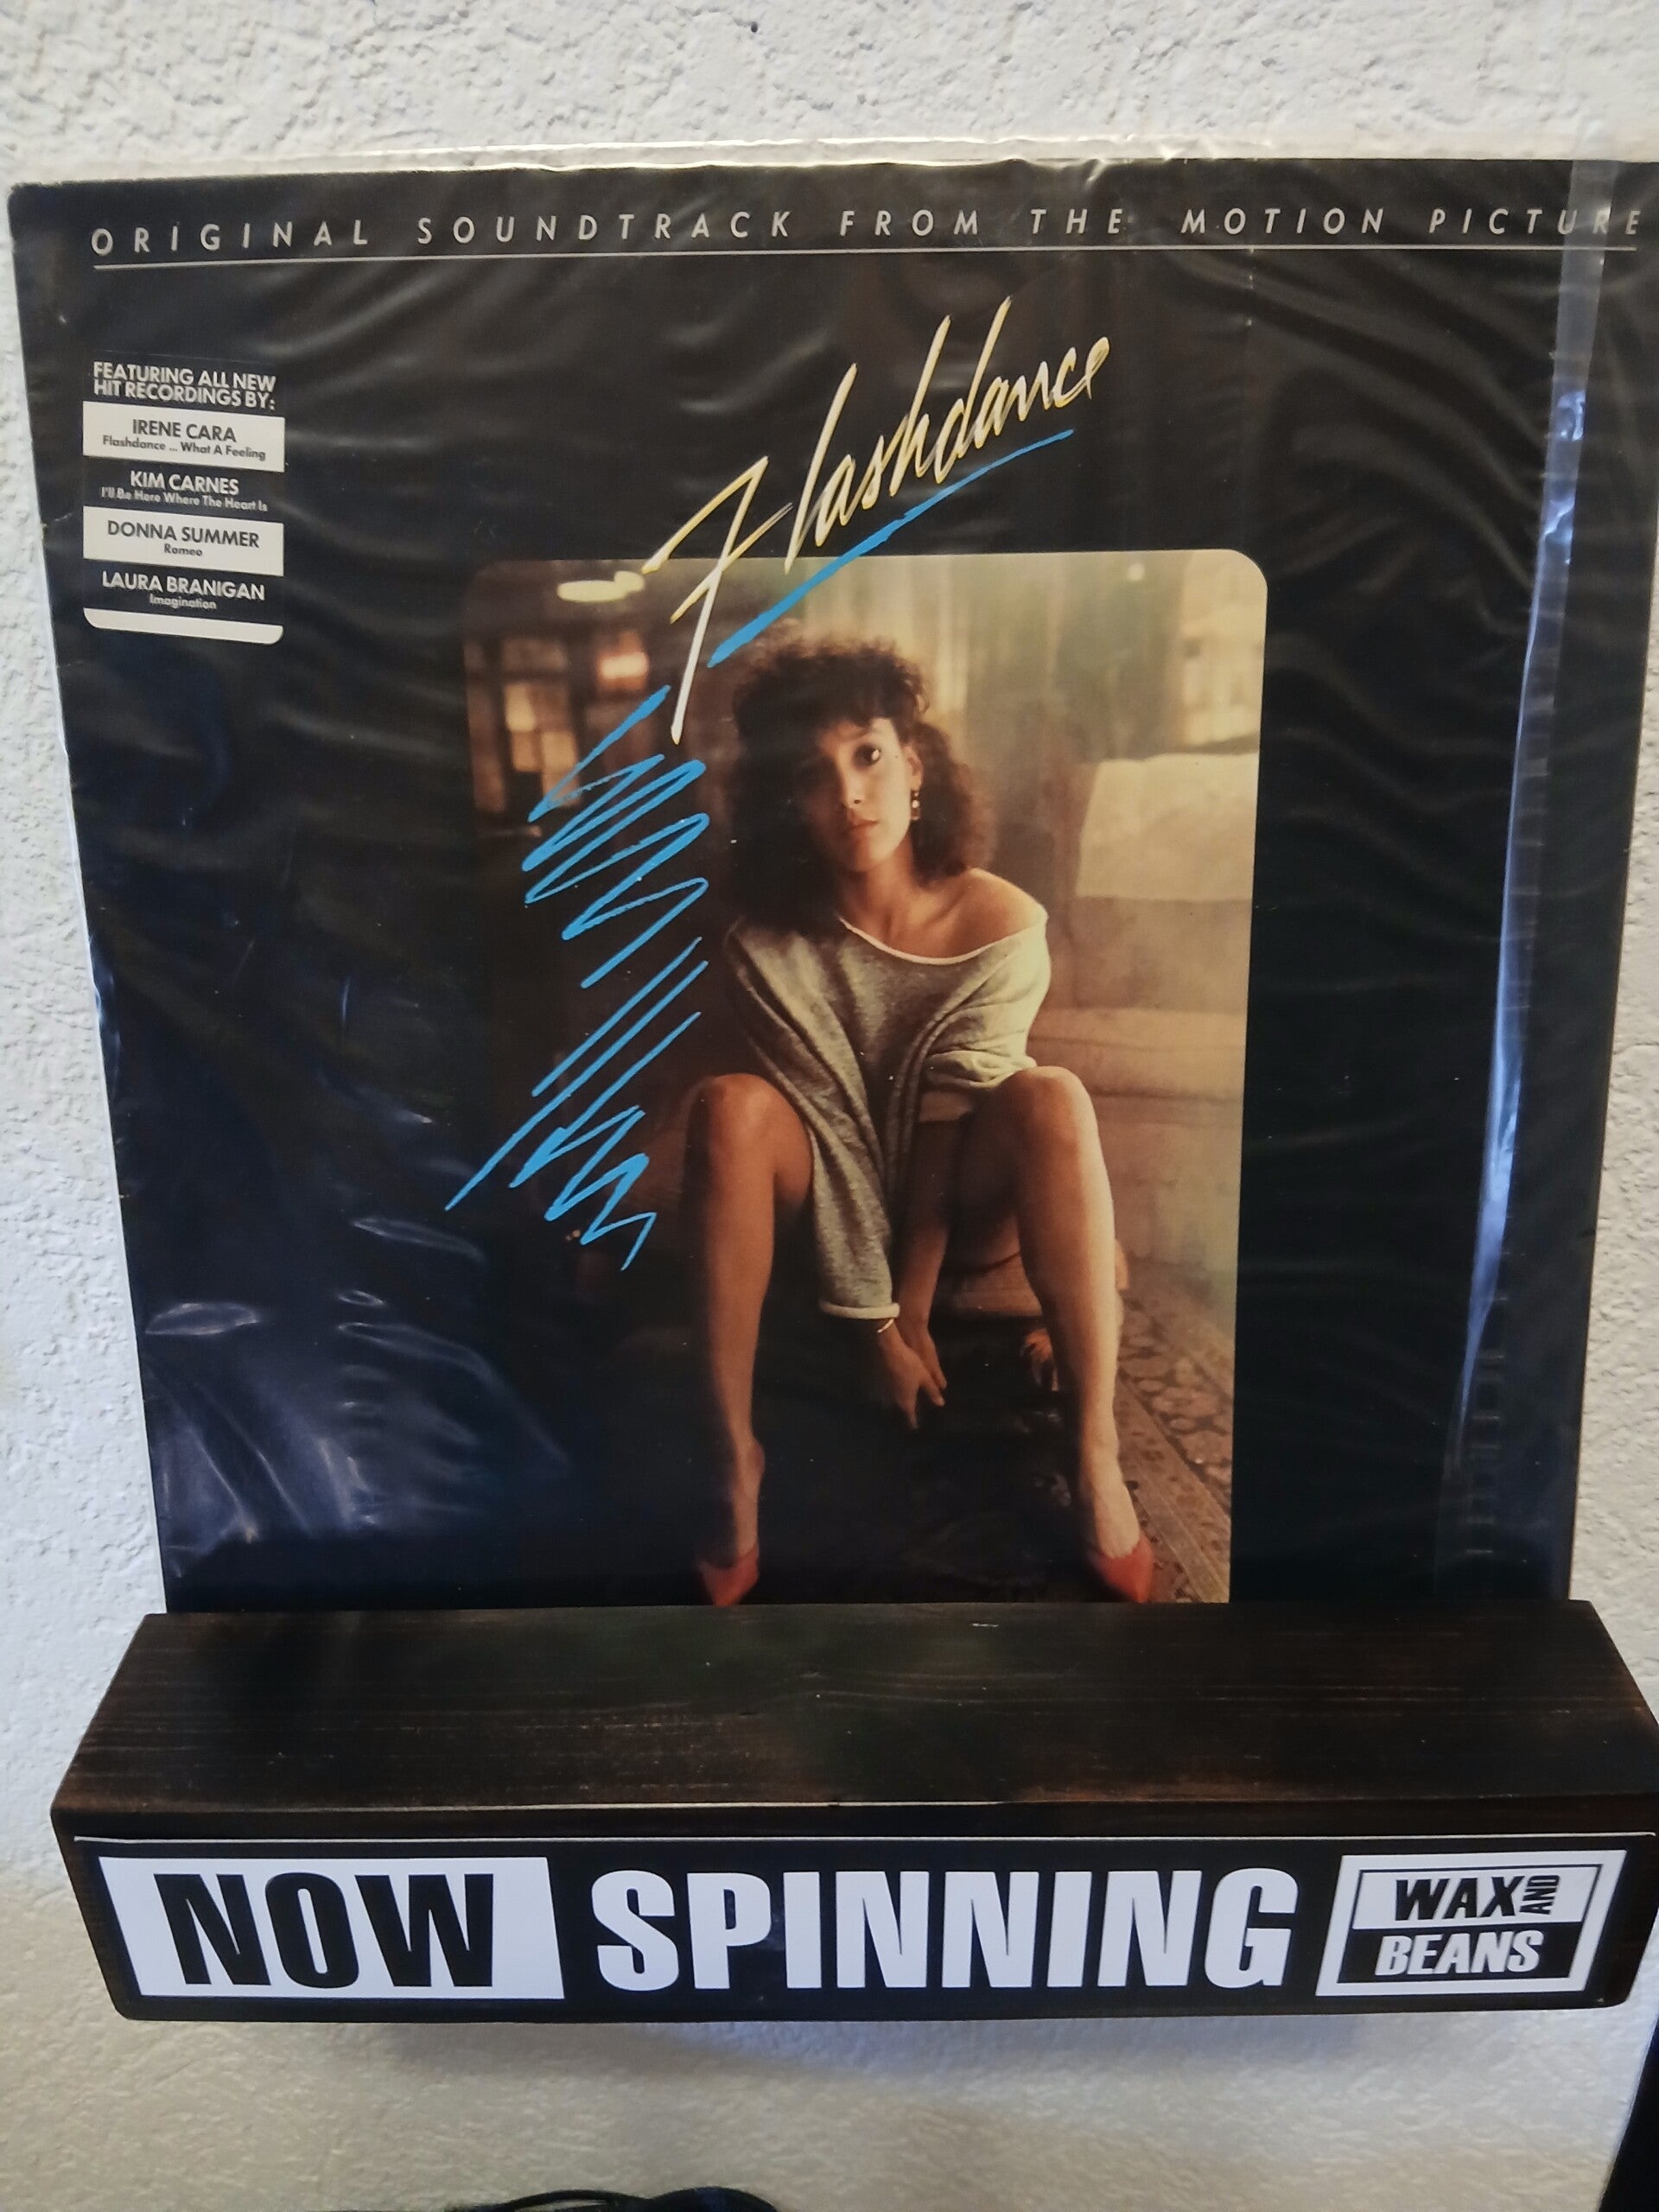 ORIGINAL SOUNDTRACK FROM THE MOTION PICTURE
Flashdance
FEATURING ALL NEW
HIT RECORDINGS BY:
IRENE CARA
Flashdance ... What A Feeling
KIM CARNES
I'll Be Here Where The Heart Is
DONNA SUMMER
Romeo
LAURA BRANIGAN
Imagination
NOW SPINNING
WAX AND
BEANS